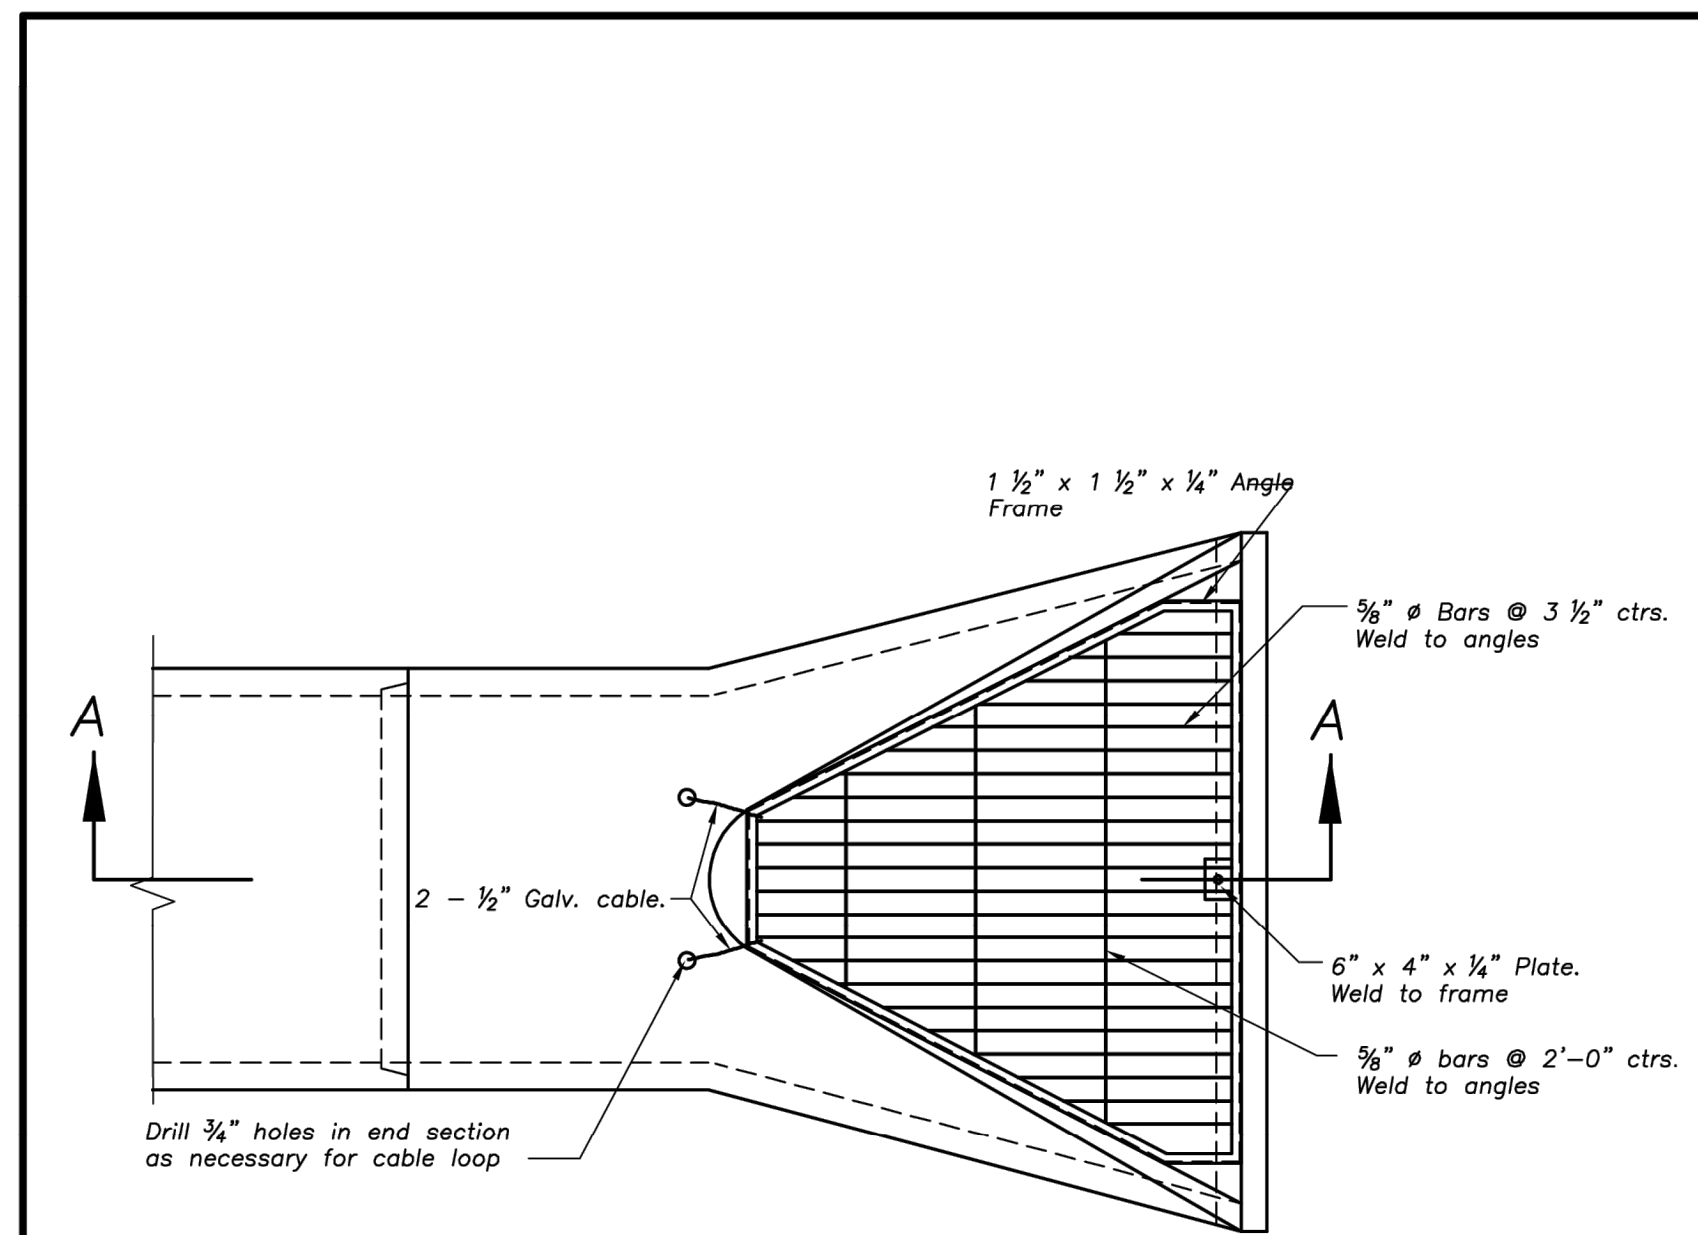 1 ½" x 1 ½" x ¼" Angle
Frame
⅝" ø Bars @ 3 ½" ctrs.
Weld to angles
A
A
2 - ½" Galv. cable.
6" x 4" x ¼" Plate.
Weld to frame
⅝" ø bars @ 2'-0" ctrs.
Weld to angles
Drill ¾" holes in end section
as necessary for cable loop